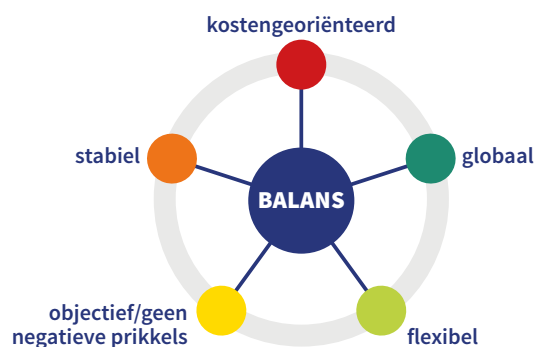 kostengeoriënteerd
stabiel
globaal
BALANS
objectief/geen
negatieve prikkels
flexibel